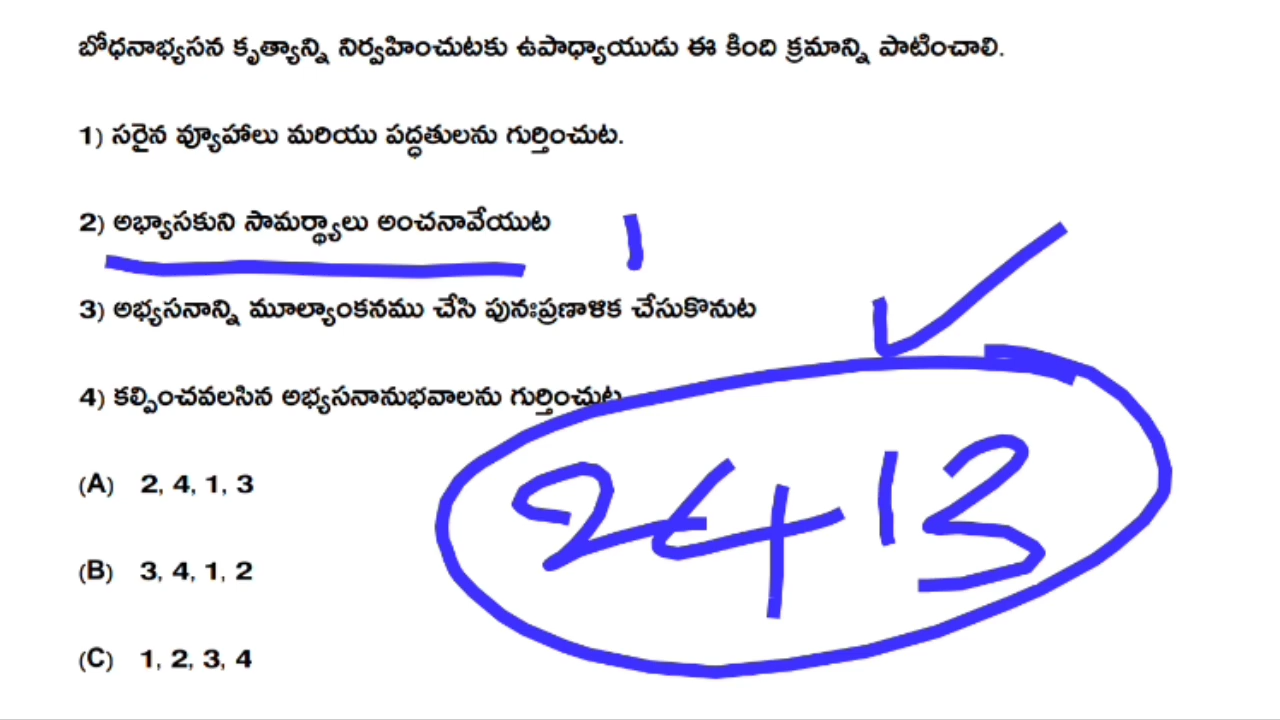 బోధనాభ్యసన కృత్యాన్ని నిర్వహించుటకు ఉపాధ్యాయుడు ఈ కింది క్రమాన్ని పాటించాలి.
1) సరైన వ్యూహాలు మరియు పద్ధతులను గుర్తించుట.
2) అభ్యాసకుని సామర్థ్యాలు అంచనావేయుట 1
3) అభ్యసనాన్ని మూల్యాంకనము చేసి పునఃప్రణాళిక చేసుకొనుట
4) కల్పించవలసిన అభ్యసనానుభవాలను గుర్తించుట
(A) 2, 4, 1, 3
2413
(B) 3, 4, 1, 2
(C) 1, 2, 3, 4